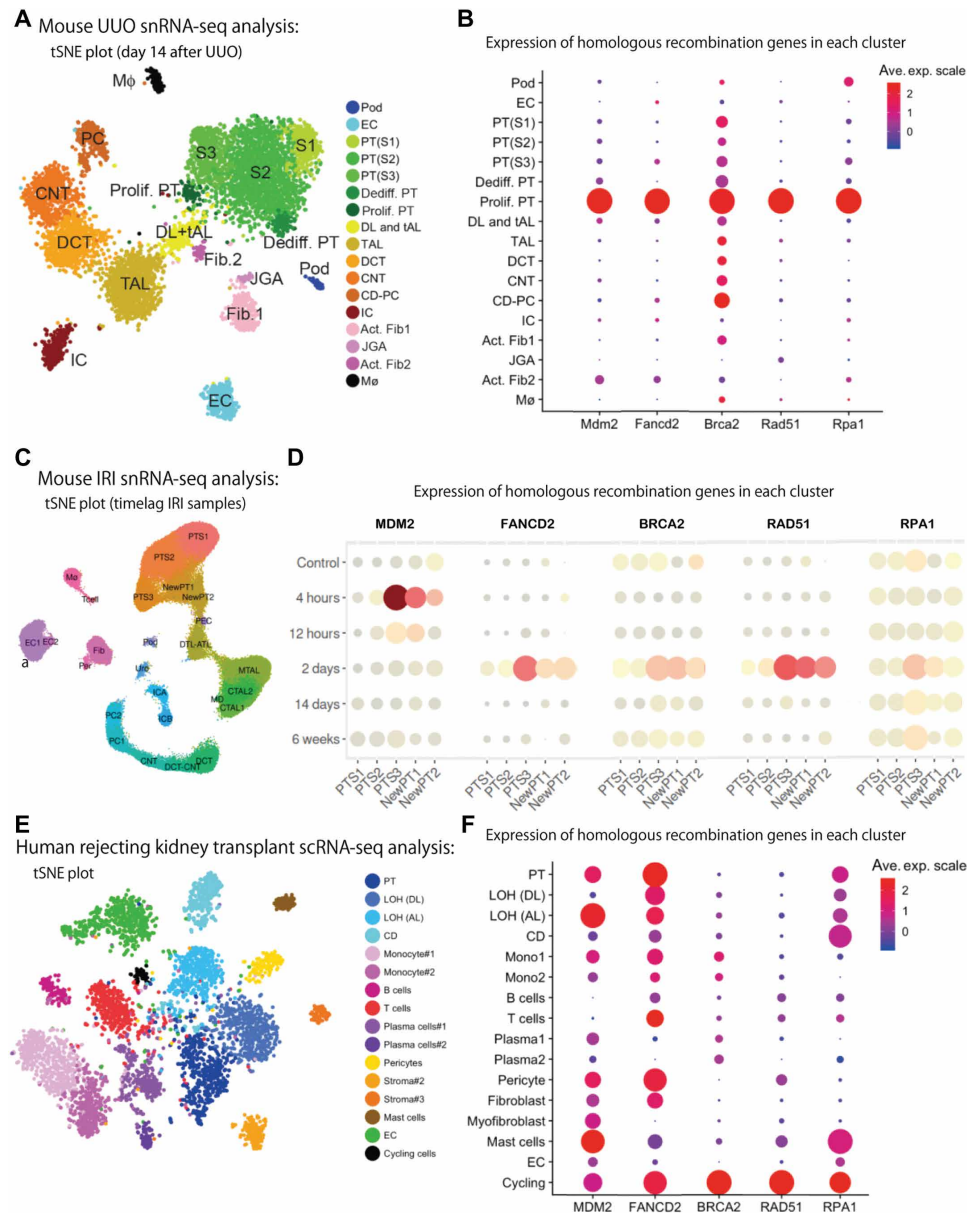 A Mouse UUO snRNA-seq analysis:
tSNE plot (day 14 after UUO)
Mϕ
PC
CNT
DCT
TAL
IC
Prolif. PT
DL+tAL
Fib.2
JGA
Fib.1
EC
S3
S2
S1
Dediff. PT
Pod
Pod
EC
PT(S1)
PT(S2)
PT(S3)
Dediff. PT
Prolif. PT
DL and tAL
TAL
DCT
CNT
CD-PC
IC
Act. Fib1
JGA
Act. Fib2
Mø
B
Expression of homologous recombination genes in each cluster
Ave. exp. scale
2
1
0
Pod
EC
PT(S1)
PT(S2)
PT(S3)
Dediff. PT
Prolif. PT
DL and tAL
TAL
DCT
CNT
CD-PC
IC
Act. Fib1
JGA
Act. Fib2
Mø
Mdm2 Fancd2 Brca2 Rad51 Rpa1
C
Mouse IRI snRNA-seq analysis:
tSNE plot (timelag IRI samples)
PTS1
PTS2
NewPT1
PTS3
NewPT2
Mø
Tcell
PEC
EC1
EC2
Fib
Per
Pod
DTL-ATL
Uro
a
MTAL
ICA
CTAL2
MD
CTAL1
ICB
PC2
PC1
CNT
DCT-CNT
DCT
D
Expression of homologous recombination genes in each cluster
MDM2 FANCD2 BRCA2 RAD51 RPA1
Control
4 hours
12 hours
2 days
14 days
6 weeks
PTS1 PTS2 PTS3 NewPT1 NewPT2 PTS1 PTS2 PTS3 NewPT1 NewPT2 PTS1 PTS2 PTS3 NewPT1 NewPT2 PTS1 PTS2 PTS3 NewPT1 NewPT2 PTS1 PTS2 PTS3 NewPT1 NewPT2
E
Human rejecting kidney transplant scRNA-seq analysis:
tSNE plot
PT
LOH (DL)
LOH (AL)
CD
Monocyte#1
Monocyte#2
B cells
T cells
Plasma cells#1
Plasma cells#2
Pericytes
Stroma#2
Stroma#3
Mast cells
EC
Cycling cells
F
Expression of homologous recombination genes in each cluster
Ave. exp. scale
2
1
0
PT
LOH (DL)
LOH (AL)
CD
Mono1
Mono2
B cells
T cells
Plasma1
Plasma2
Pericyte
Fibroblast
Myofibroblast
Mast cells
EC
Cycling
MDM2 FANCD2 BRCA2 RAD51 RPA1